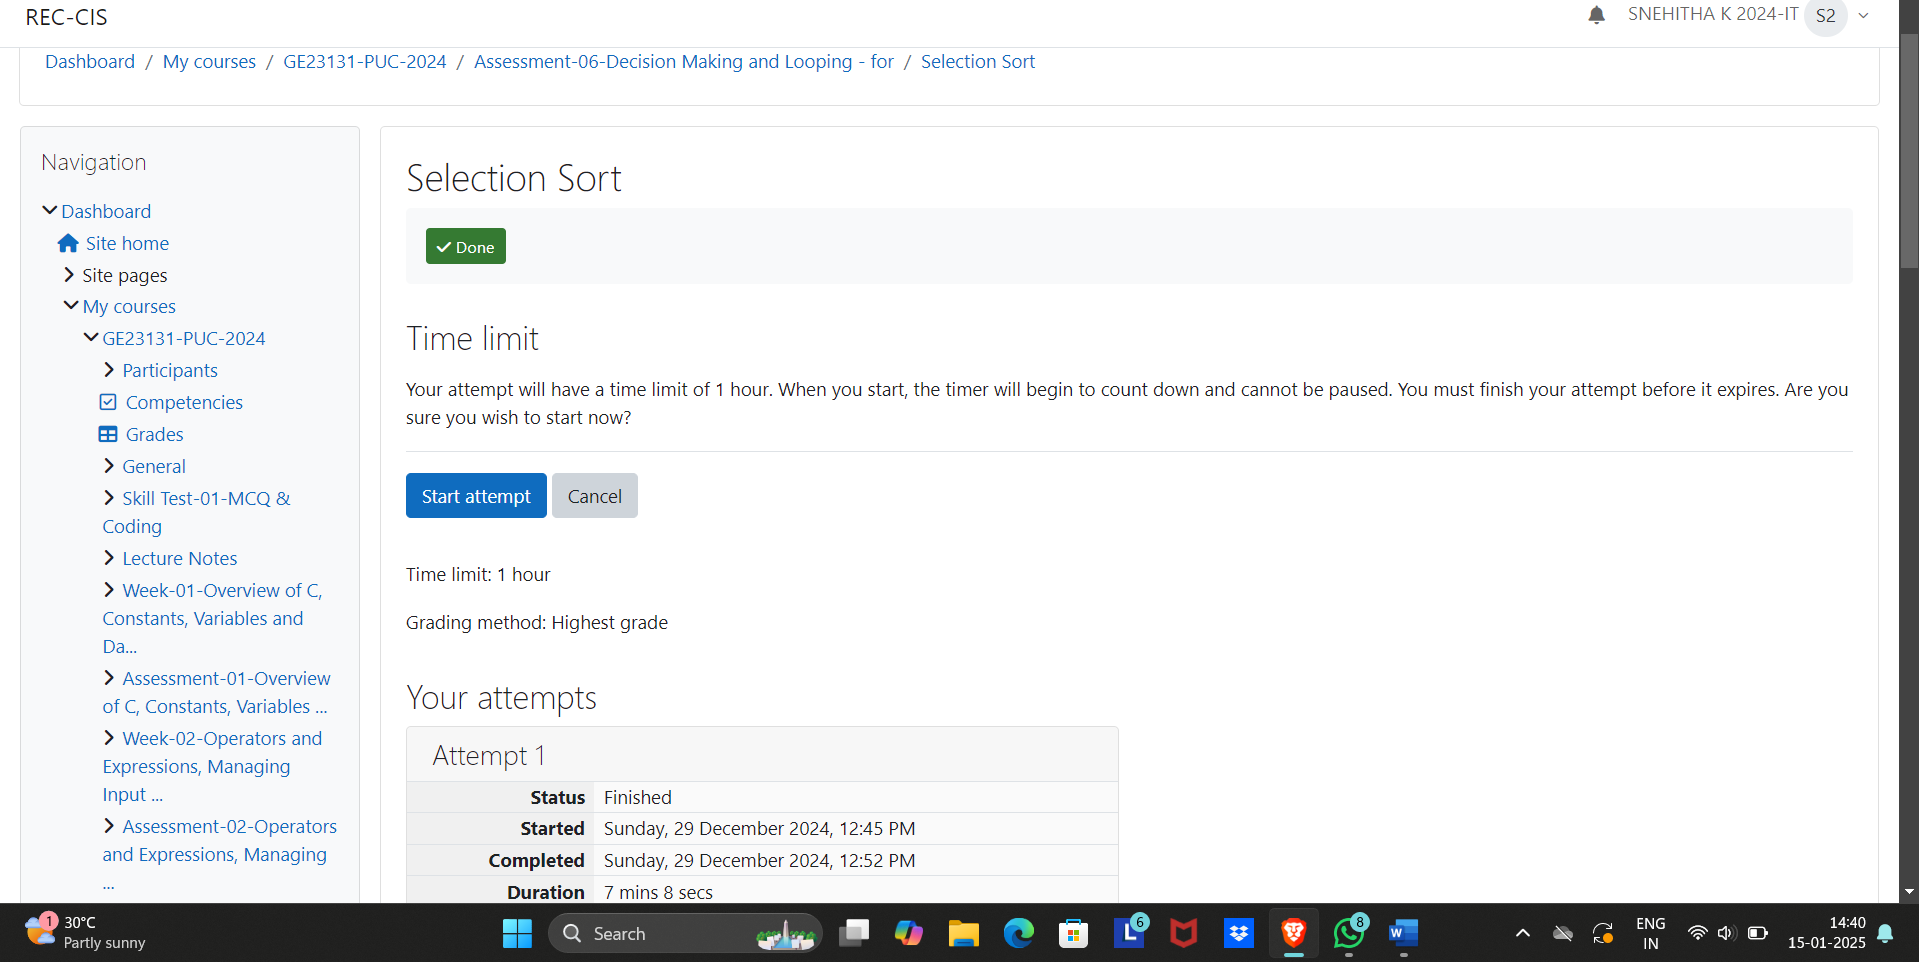 REC-CIS
SNEHITHA K 2024-IT
S2
Dashboard / My courses / GE23131-PUC-2024 / Assessment-06-Decision Making and Looping - for / Selection Sort
Navigation
Dashboard
Site home
Site pages
My courses
GE23131-PUC-2024
Participants
Competencies
Grades
General
Skill Test-01-MCQ &
Coding
Lecture Notes
Week-01-Overview of C,
Constants, Variables and
Da...
Assessment-01-Overview
of C, Constants, Variables ...
Week-02-Operators and
Expressions, Managing
Input ...
Assessment-02-Operators
and Expressions, Managing
...
Selection Sort
Done
Time limit
Your attempt will have a time limit of 1 hour. When you start, the timer will begin to count down and cannot be paused. You must finish your attempt before it expires. Are you
sure you wish to start now?
Start attempt
Cancel
Time limit: 1 hour
Grading method: Highest grade
Your attempts
Attempt 1
Status Finished
Started Sunday, 29 December 2024, 12:45 PM
Completed Sunday, 29 December 2024, 12:52 PM
Duration 7 mins 8 secs
1
30°C
Partly sunny
Search
L
6
8
W
ENG
IN
14:40
15-01-2025